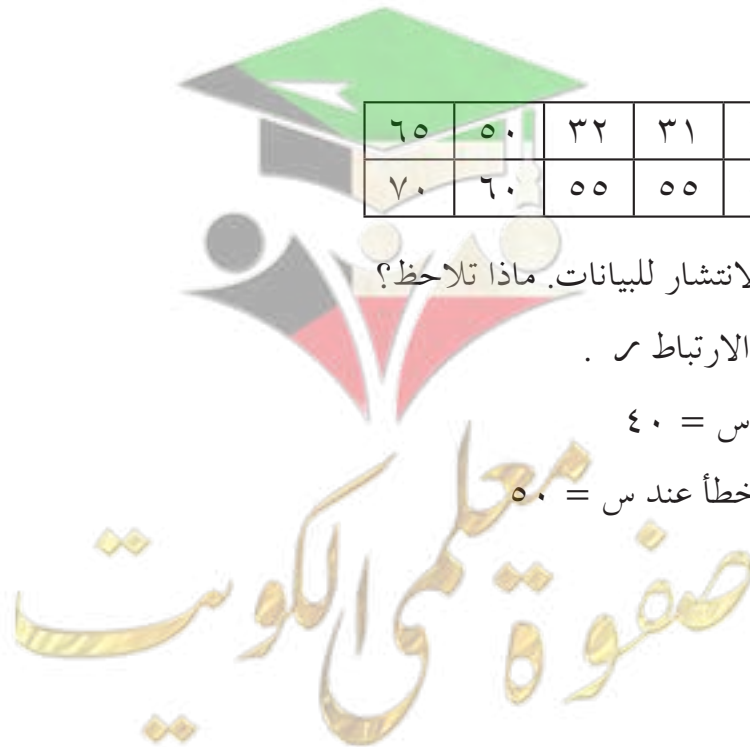 ٣١ ٣٢ ٥٠ ٦٥
٥٥ ٥٥ ٦٠ ٧٠
لانتشار للبيانات. ماذا تلاحظ؟
الارتباط ر .
س = ٤٠
خطأ عند س = ٥٠
صفوة معلمى الكويت